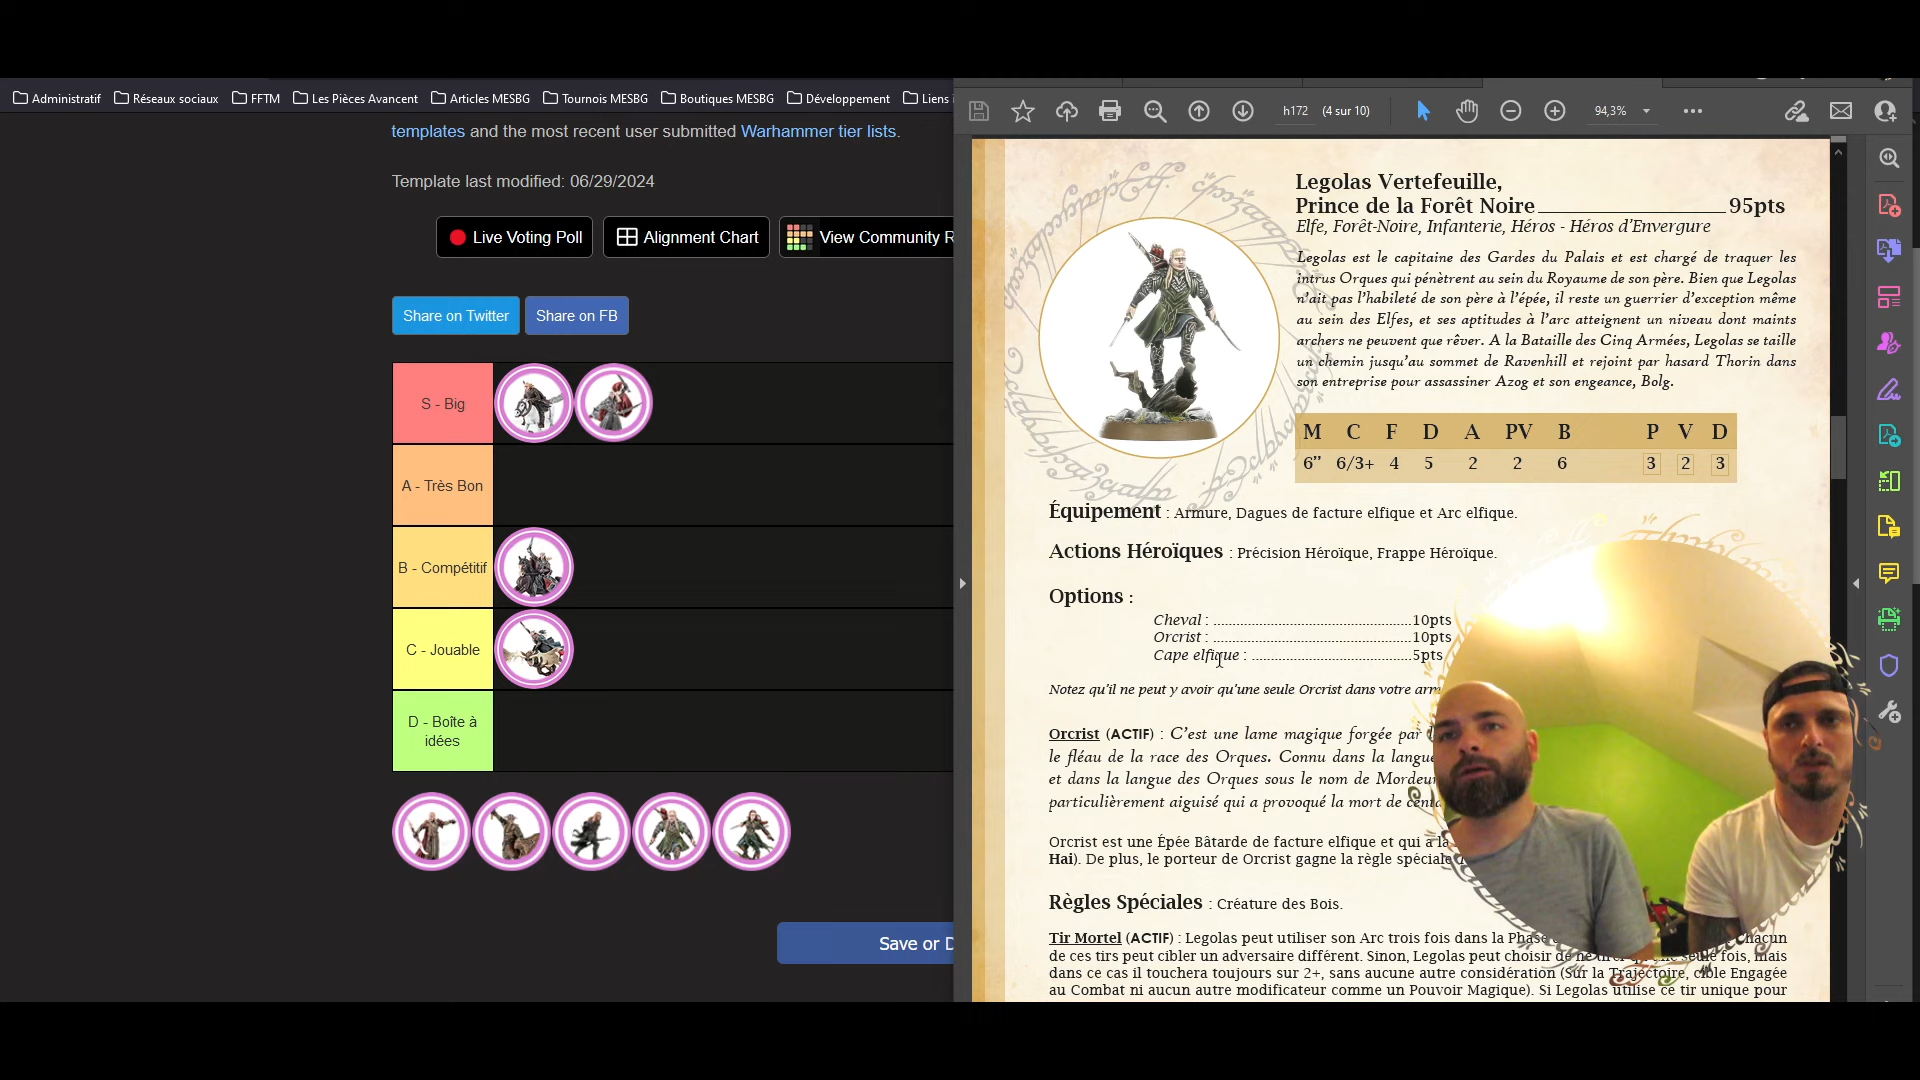 Administratif Réseaux sociaux FFTM Les Pièces Avancent Articles MESBG Tournois MESBG Boutiques MESBG Développement Liens
templates and the most recent user submitted Warhammer tier lists.
Template last modified: 06/29/2024
Live Voting Poll Alignment Chart View Community R
Share on Twitter Share on FB
S - Big
A - Très Bon
B - Compétitif
C - Jouable
D - Boîte à
idées
Save or D
h172 (4 sur 10) 94,3%
Legolas Vertefeuille,
Prince de la Forêt Noire 95pts
Elfe, Forêt-Noire, Infanterie, Héros - Héros d'Envergure
Legolas est le capitaine des Gardes du Palais et est chargé de traquer les
intrus Orques qui pénètrent au sein du Royaume de son père. Bien que Legolas
n'ait pas l'habileté de son père à l'épée, il reste un guerrier d'exception même
au sein des Elfes, et ses aptitudes à l'arc atteignent un niveau dont maints
archers ne peuvent que rêver. A la Bataille des Cinq Armées, Legolas se taille
un chemin jusqu'au sommet de Ravenhill et rejoint par hasard Thorin dans
son entreprise pour assassiner Azog et son engeance, Bolg.
M C F D A PV B P V D
6’’ 6/3+ 4 5 2 2 6 3 2 3
Équipement : Armure, Dagues de facture elfique et Arc elfique.
Actions Héroïques : Précision Héroïque, Frappe Héroïque.
Options :
Cheval : ........................................10pts
Orcrist : ........................................10pts
Cape elfique : ........................................5pts
Notez qu'il ne peut y avoir qu'une seule Orcrist dans votre arm
Orcrist (ACTIF) : C'est une lame magique forgée par
le fléau de la race des Orques. Connu dans la langue
et dans la langue des Orques sous le nom de Mordeu
particulièrement aiguisé qui a provoqué la mort de
Orcrist est une Épée Bâtarde de facture elfique et qui a la
Hai). De plus, le porteur de Orcrist gagne la règle spéciale
Règles Spéciales : Créature des Bois.
Tir Mortel (ACTIF) : Legolas peut utiliser son Arc trois fois dans la Phase chacun
de ces tirs peut cibler un adversaire différent. Sinon, Legolas peut choisir de ne tirer seule fois, mais
dans ce cas il touchera toujours sur 2+, sans aucune autre considération (Sur la Trajectoire, cible Engagée
au Combat ni aucun autre modificateur comme un Pouvoir Magique). Si Legolas utilise ce tir unique pour